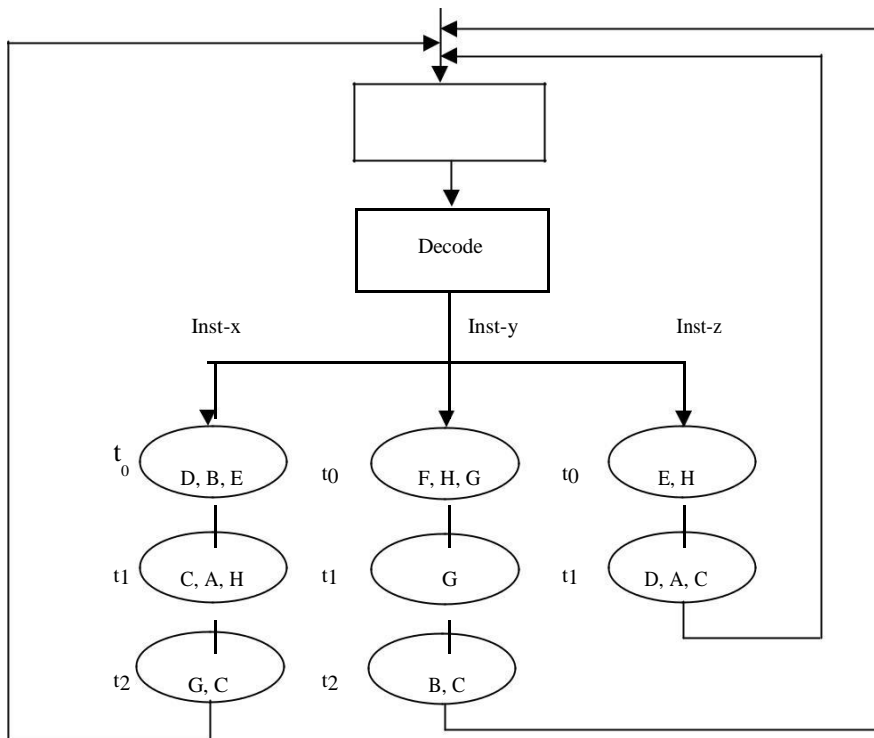 Decode
Inst-x Inst-y Inst-z
t0 D, B, E t0 F, H, G t0 E, H
t1 C, A, H t1 G t1 D, A, C
t2 G, C t2 B, C